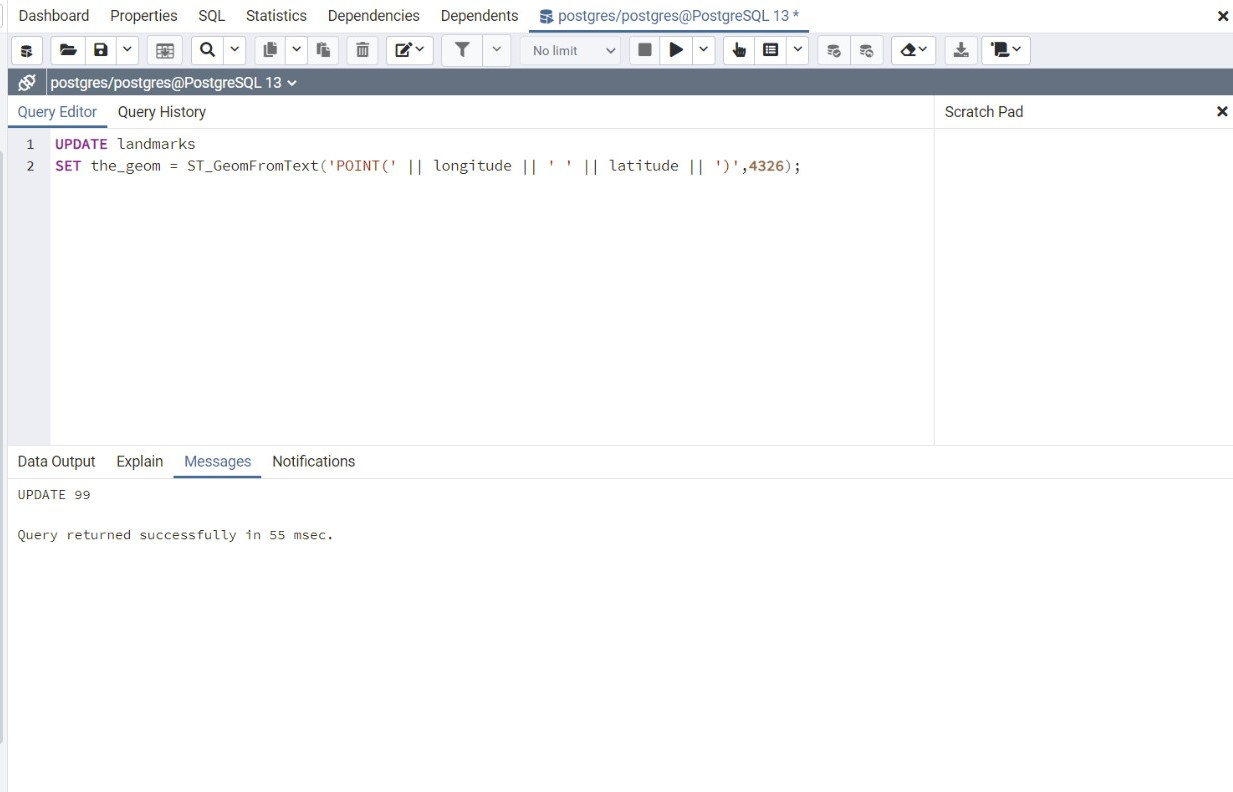 Dashboard Properties SQL Statistics Dependencies Dependents postgres/postgres@PostgreSQL 13 *
No limit
postgres/postgres@PostgreSQL 13
Query Editor Query History Scratch Pad
1 UPDATE landmarks
2 SET the_geom = ST_GeomFromText('POINT(' || longitude || ' ' || latitude || ')',4326);
Data Output Explain Messages Notifications
UPDATE 99
Query returned successfully in 55 msec.